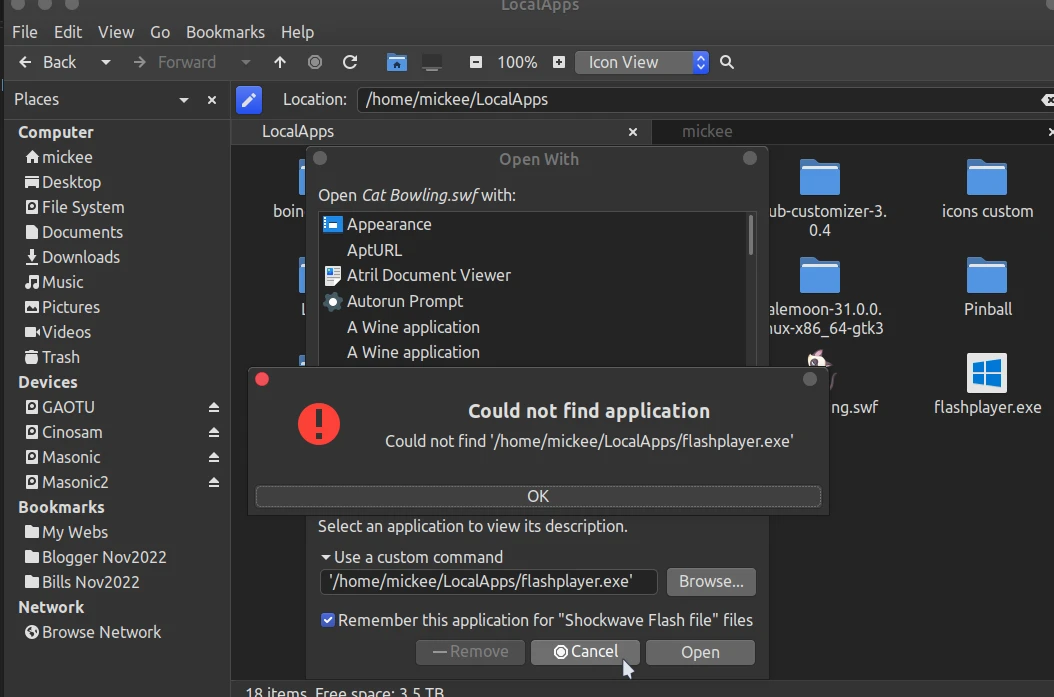 LocalApps
File Edit View Go Bookmarks Help
Back Forward 100% Icon View
Places Location: /home/mickee/LocalApps
LocalApps mickee
Computer
mickee
Desktop
File System
Documents
Downloads
Music
Pictures
Videos
Trash
Devices
GAOTU
Cinosam
Masonic
Masonic2
Bookmarks
My Webs
Blogger Nov2022
Bills Nov2022
Network
Browse Network
boin
ub-customizer-3.
0.4
icons custom
alemoon-31.0.0.
nux-x86_64-gtk3
Pinball
ng.swf
flashplayer.exe
Open With
Open Cat Bowling.swf with:
Appearance
AptURL
Atril Document Viewer
Autorun Prompt
A Wine application
A Wine application
Could not find application
Could not find '/home/mickee/LocalApps/flashplayer.exe'
OK
Select an application to view its description.
Use a custom command
'/home/mickee/LocalApps/flashplayer.exe' Browse...
Remember this application for "Shockwave Flash file" files
Remove Cancel Open
18 items, Free space: 3.5 TB